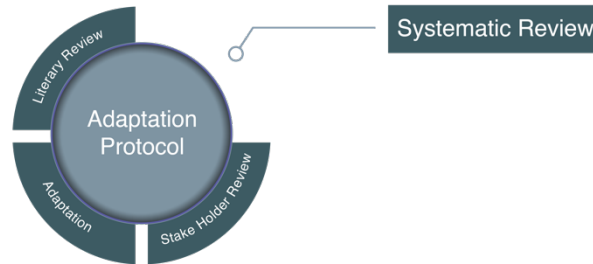 Systematic Review
Literary Review
Adaptation
Protocol
Adaptation
Stake Holder Review